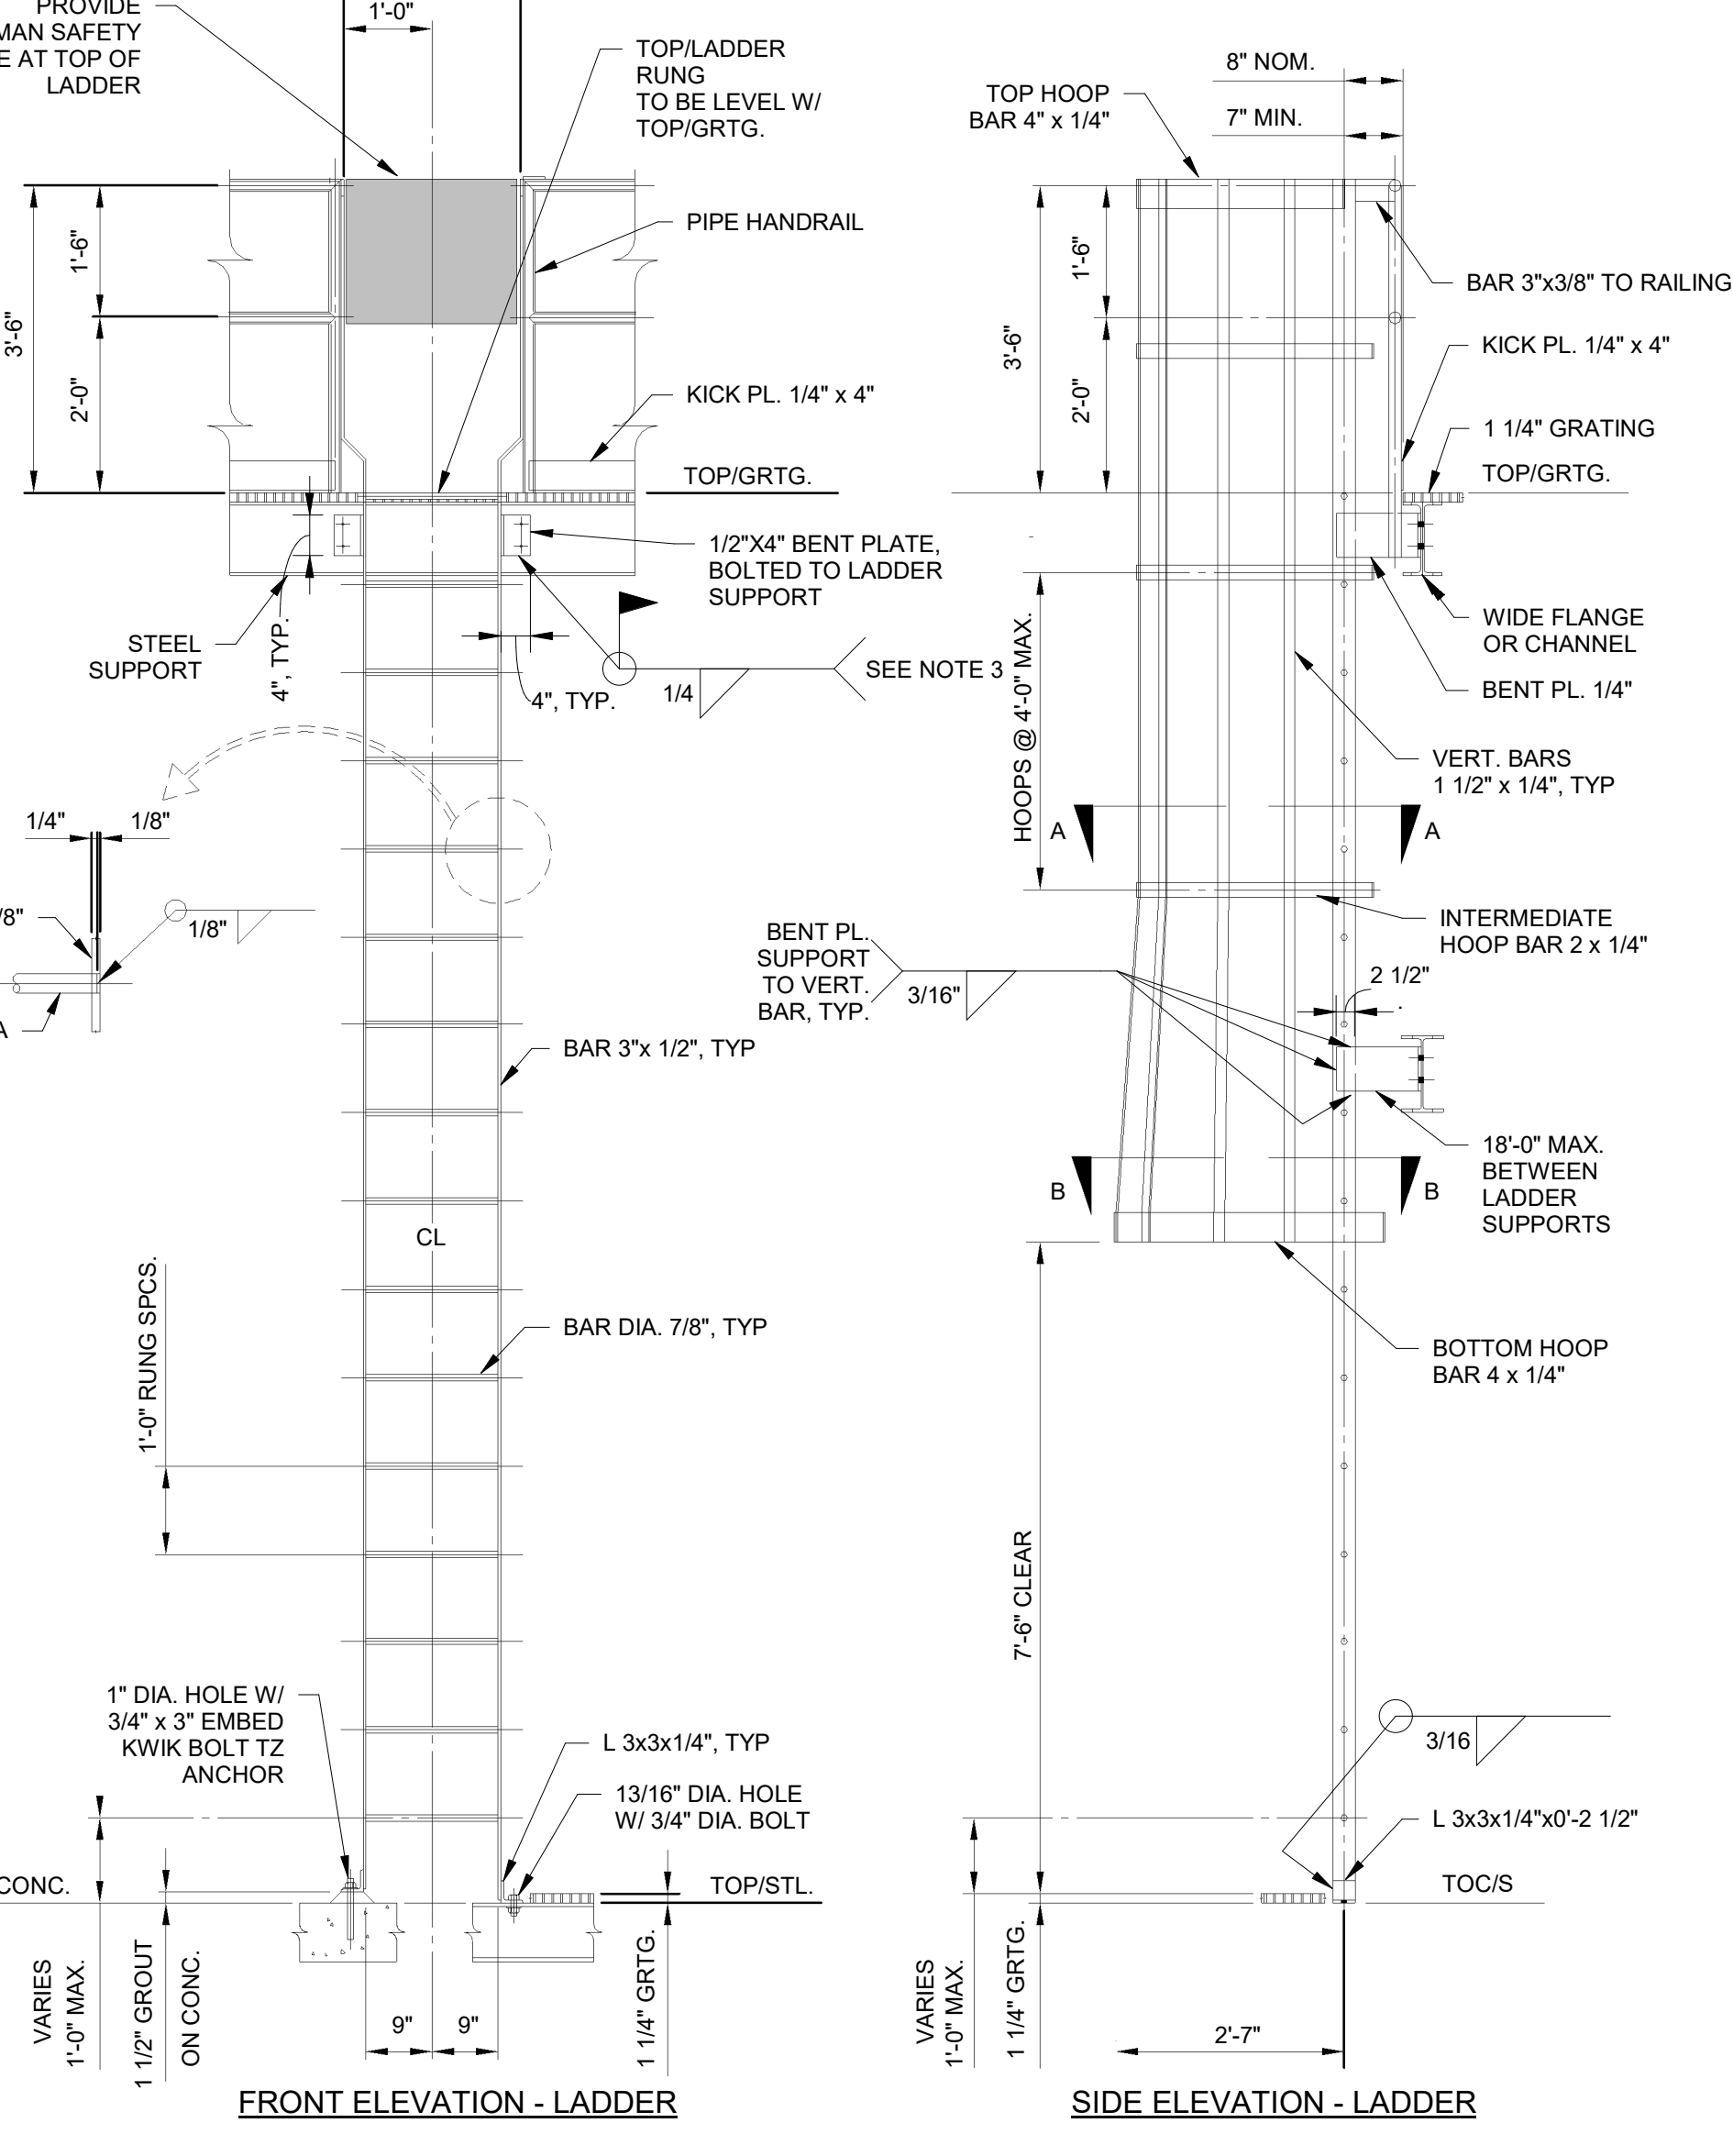 PROVIDE
MAN SAFETY
E AT TOP OF
LADDER
1'-0"
TOP/LADDER
RUNG
TO BE LEVEL W/
TOP/GRTG.
PIPE HANDRAIL
1'-6"
3'-6"
2'-0"
KICK PL. 1/4" x 4"
TOP/GRTG.
1/2"X4" BENT PLATE,
BOLTED TO LADDER
SUPPORT
STEEL
SUPPORT
4", TYP.
4", TYP.
1/4
SEE NOTE 3
1/4"
1/8"
/8"
1/8"
A
BAR 3"x 1/2", TYP
CL
1'-0" RUNG SPCS.
BAR DIA. 7/8", TYP
1" DIA. HOLE W/
3/4" x 3" EMBED
KWIK BOLT TZ
ANCHOR
L 3x3x1/4", TYP
13/16" DIA. HOLE
W/ 3/4" DIA. BOLT
CONC.
TOP/STL.
VARIES
1'-0" MAX.
1 1/2" GROUT
ON CONC.
9"
9"
1 1/4" GRTG.
FRONT ELEVATION - LADDER
8" NOM.
7" MIN.
TOP HOOP
BAR 4" x 1/4"
1'-6"
3'-6"
2'-0"
BAR 3"x3/8" TO RAILING
KICK PL. 1/4" x 4"
1 1/4" GRATING
TOP/GRTG.
WIDE FLANGE
OR CHANNEL
BENT PL. 1/4"
HOOPS @ 4'-0" MAX.
VERT. BARS
1 1/2" x 1/4", TYP
A
A
INTERMEDIATE
HOOP BAR 2 x 1/4"
BENT PL.
SUPPORT
TO VERT.
BAR, TYP.
3/16"
2 1/2"
18'-0" MAX.
BETWEEN
LADDER
SUPPORTS
B
B
BOTTOM HOOP
BAR 4 x 1/4"
7'-6" CLEAR
3/16
L 3x3x1/4"x0'-2 1/2"
TOC/S
VARIES
1'-0" MAX.
1 1/4" GRTG.
2'-7"
SIDE ELEVATION - LADDER